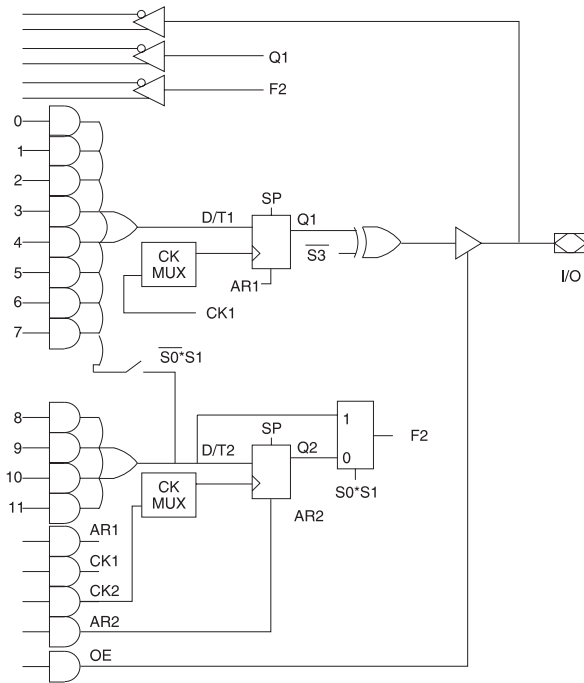 Q1
F2
0
1
2
3
4
5
6
7
D/T1
SP
Q1
S3
CK
MUX
AR1
CK1
I/O
S0*S1
8
9
10
11
D/T2
SP
Q2
1
0
F2
S0*S1
CK
MUX
AR2
AR1
CK1
CK2
AR2
OE